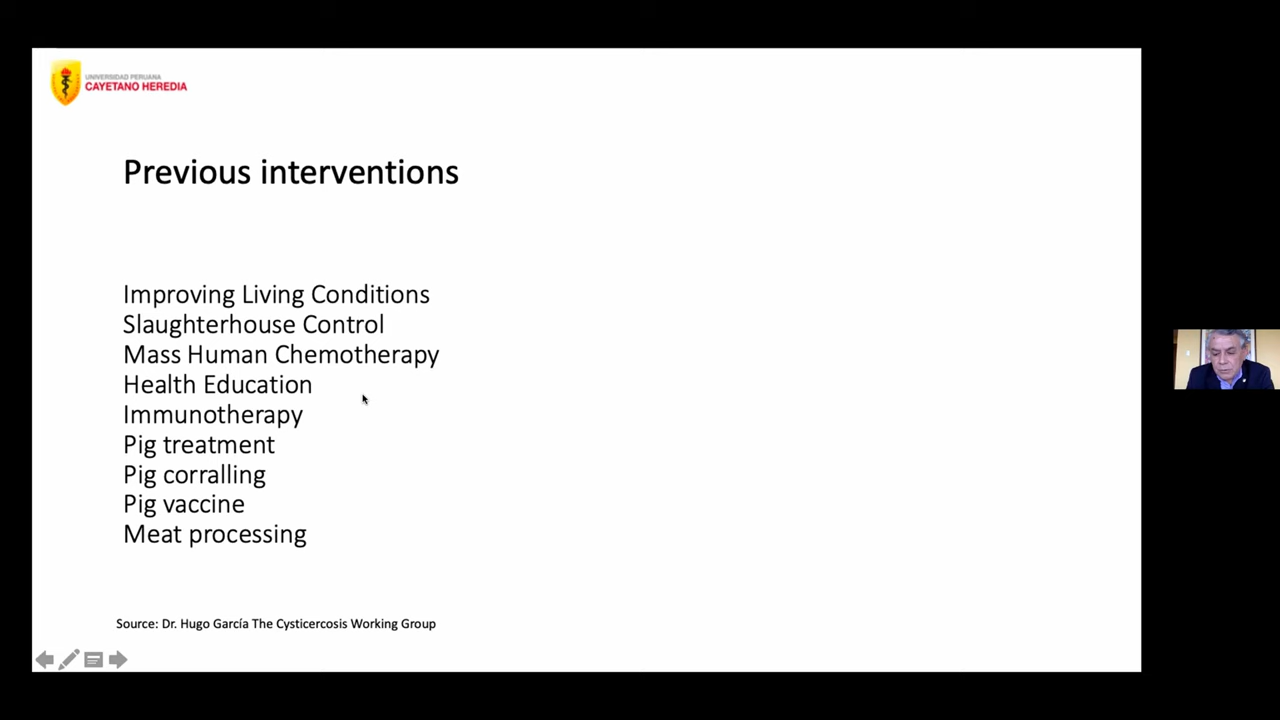 UNIVERSIDAD PERUANA
CAYETANO HEREDIA
Previous interventions
Improving Living Conditions
Slaughterhouse Control
Mass Human Chemotherapy
Health Education
Immunotherapy
Pig treatment
Pig corralling
Pig vaccine
Meat processing
Source: Dr. Hugo García The Cysticercosis Working Group